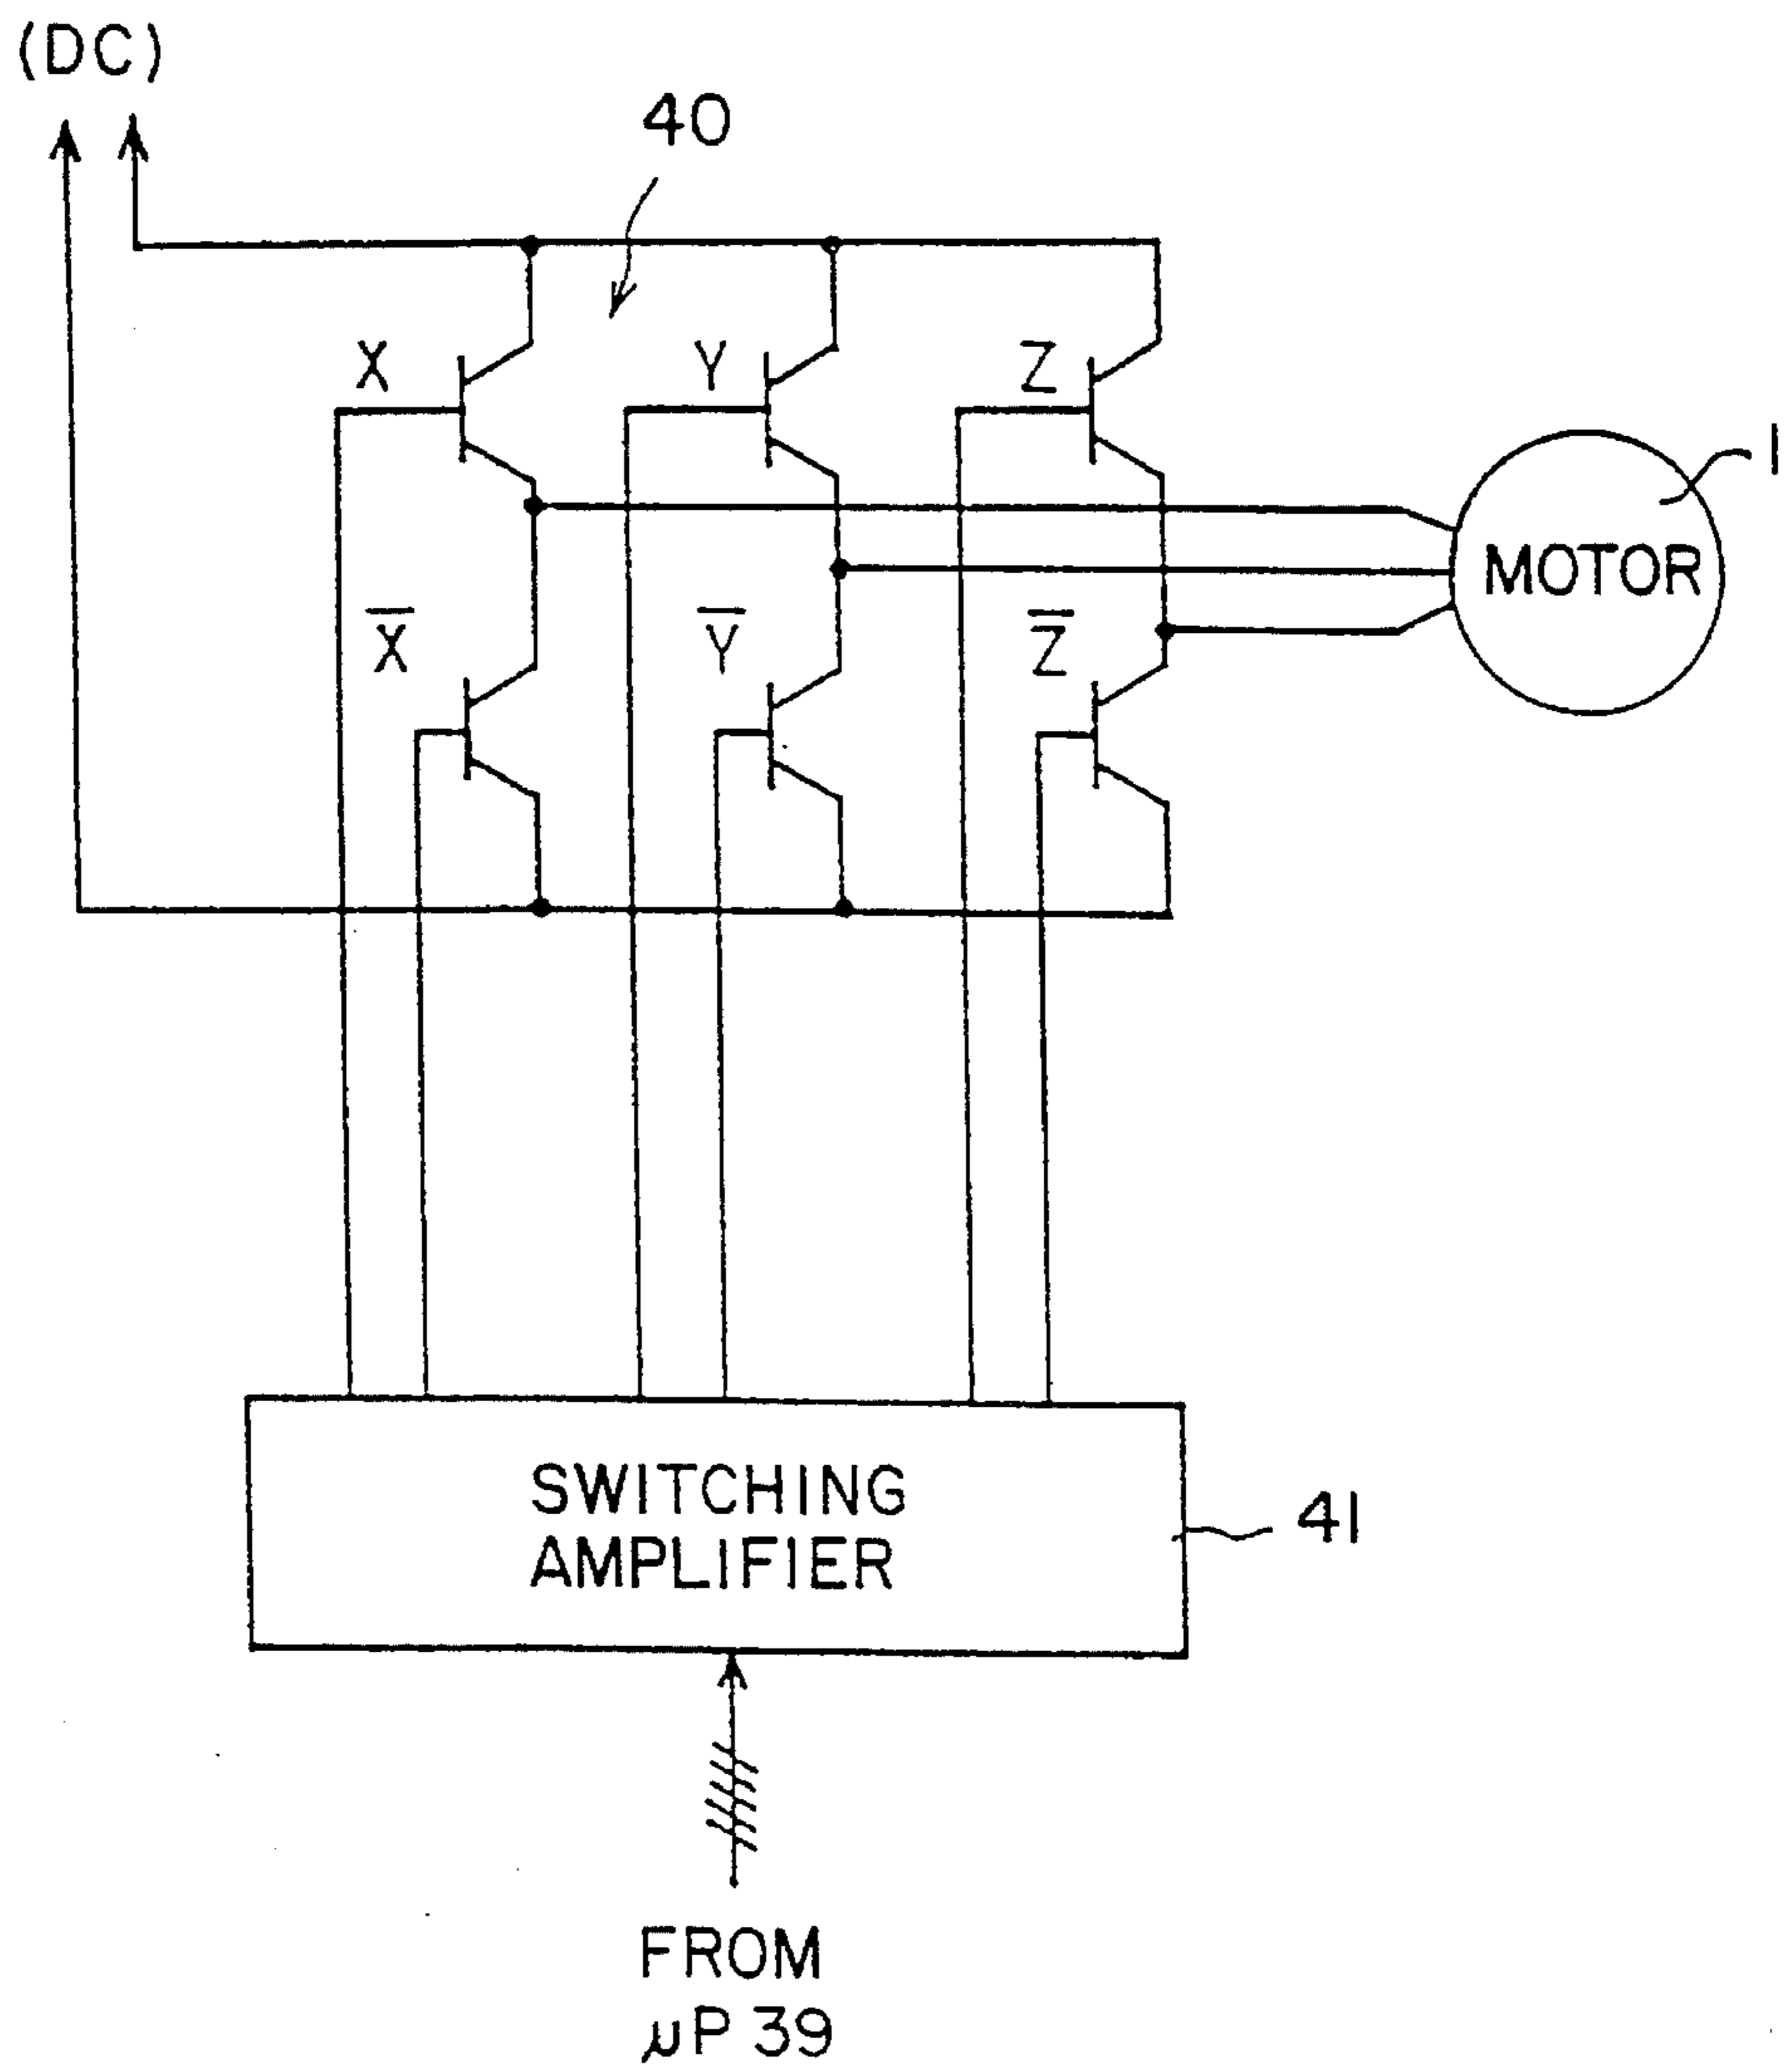 (DC)
40
X
Y
Z
1
MOTOR
X̅
Y̅
Z̅
SWITCHING
AMPLIFIER
41
FROM
μP 39